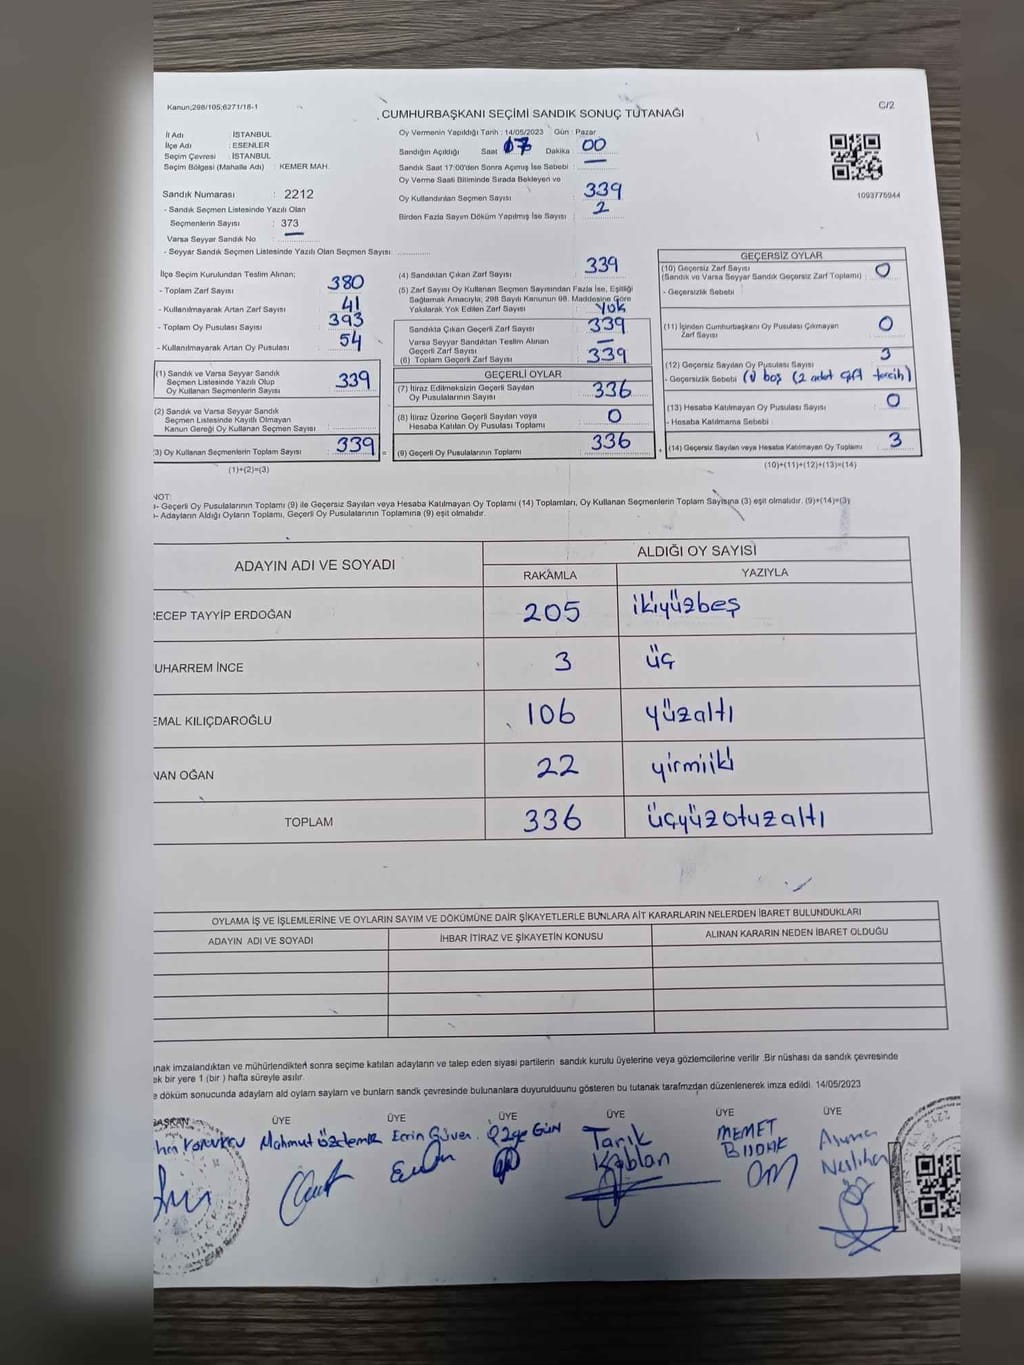 Kanun;298/105;6271/18-1
C/2
CUMHURBAŞKANI SEÇİMİ SANDIK SONUÇ TUTANAĞI
İl Adı : İSTANBUL
İlçe Adı : ESENLER
Seçim Çevresi : İSTANBUL
Seçim Bölgesi (Mahalle Adı) : KEMER MAH.
Sandık Numarası : 2212
- Sandık Seçmen Listesinde Yazılı Olan
Seçmenlerin Sayısı : 373
Varsa Seyyar Sandık No :
- Seyyar Sandık Seçmen Listesinde Yazılı Olan Seçmen Sayısı
Oy Vermenin Yapıldığı Tarih : 14/05/2023 Gün : Pazar
Sandığın Açıldığı Saat Dakika 00
Sandık Saat 17:00'den Sonra Açılmış İse Sebebi :
Oy Verme Saati Bitiminde Sırada Bekleyen ve
Oy Kullandırılan Seçmen Sayısı 339
Birden Fazla Sayım Döküm Yapılmış İse Sayısı 2
1093775944
İlçe Seçim Kurulundan Teslim Alınan;
- Toplam Zarf Sayısı 380
- Kullanılmayarak Artan Zarf Sayısı 41
- Toplam Oy Pusulası Sayısı 393
- Kullanılmayarak Artan Oy Pusulası 54
(1) Sandık ve Varsa Seyyar Sandık
Seçmen Listesinde Yazılı Olup
Oy Kullanan Seçmenlerin Sayısı 339
(2) Sandık ve Varsa Seyyar Sandık
Seçmen Listesinde Kayıtlı Olmayan
Kanun Gereği Oy Kullanan Seçmen Sayısı
3) Oy Kullanan Seçmenlerin Toplam Sayısı 339 =
(1)+(2)=(3)
(4) Sandıktan Çıkan Zarf Sayısı 339
(5) Zarf Sayısı Oy Kullanan Seçmen Sayısından Fazla İse, Eşitliği
Sağlamak Amacıyla; 298 Sayılı Kanunun 98. Maddesine Göre
Yakılarak Yok Edilen Zarf Sayısı Yok
Sandıkta Çıkan Geçerli Zarf Sayısı 339
Varsa Seyyar Sandıktan Teslim Alınan
Geçerli Zarf Sayısı —
(6) Toplam Geçerli Zarf Sayısı 339
GEÇERLİ OYLAR
(7) İtiraz Edilmeksizin Geçerli Sayılan
Oy Pusulalarının Sayısı 336
(8) İtiraz Üzerine Geçerli Sayılan veya
Hesaba Katılan Oy Pusulası Toplamı 0
(9) Geçerli Oy Pusulalarının Toplamı 336 +
GEÇERSİZ OYLAR
(10) Geçersiz Zarf Sayısı 0
(Sandık ve Varsa Seyyar Sandık Geçersiz Zarf Toplamı)
- Geçersizlik Sebebi
(11) İçinden Cumhurbaşkanı Oy Pusulası Çıkmayan
Zarf Sayısı 0
(12) Geçersiz Sayılan Oy Pusulası Sayısı 3
- Geçersizlik Sebebi (1) boş (2 adet çift tercih)
(13) Hesaba Katılmayan Oy Pusulası Sayısı 0
- Hesaba Katılmama Sebebi :
(14) Geçersiz Sayılan veya Hesaba Katılmayan Oy Toplamı 3
(10)+(11)+(12)+(13)=(14)
NOT:
- Geçerli Oy Pusulalarının Toplamı (9) ile Geçersiz Sayılan veya Hesaba Katılmayan Oy Toplamı (14) Toplamları, Oy Kullanan Seçmenlerin Toplam Sayısına (3) eşit olmalıdır. (9)+(14)=(3)
- Adayların Aldığı Oyların Toplamı, Geçerli Oy Pusulalarının Toplamına (9) eşit olmalıdır.
ADAYIN ADI VE SOYADI ALDIĞI OY SAYISI
RAKAMLA YAZIYLA
ECEP TAYYİP ERDOĞAN 205 ikiyüzbeş
UHARREM İNCE 3 üç
EMAL KILIÇDAROĞLU 106 yüzaltı
NAN OĞAN 22 yirmiiki
TOPLAM 336 üçyüzotuzaltı
OYLAMA İŞ VE İŞLEMLERİNE VE OYLARIN SAYIM VE DÖKÜMÜNE DAİR ŞİKAYETLERLE BUNLARA AİT KARARLARIN NELERDEN İBARET BULUNDUKLARI
ADAYIN ADI VE SOYADI İHBAR İTİRAZ VE ŞİKAYETİN KONUSU ALINAN KARARIN NEDEN İBARET OLDUĞU
anak imzalandıktan ve mühürlendikten sonra seçime katılan adayların ve talep eden siyasi partilerin sandık kurulu üyelerine veya gözlemcilerine verilir .Bir nüshası da sandık çevresinde
ek bir yere 1 (bir ) hafta süreyle asılır.
e döküm sonucunda adayların ald oyların sayların ve bunların sandk çevresinde bulunanlara duyurulduunu gösteren bu tutanak tarafmzdan düzenlenerek imza edildi. 14/05/2023
BAŞKAN ÜYE ÜYE ÜYE ÜYE ÜYE ÜYE
Mahmut Özdemir Emin Güven Özge GÜN Tarık Kablan MEMET BUDAK Neslihan